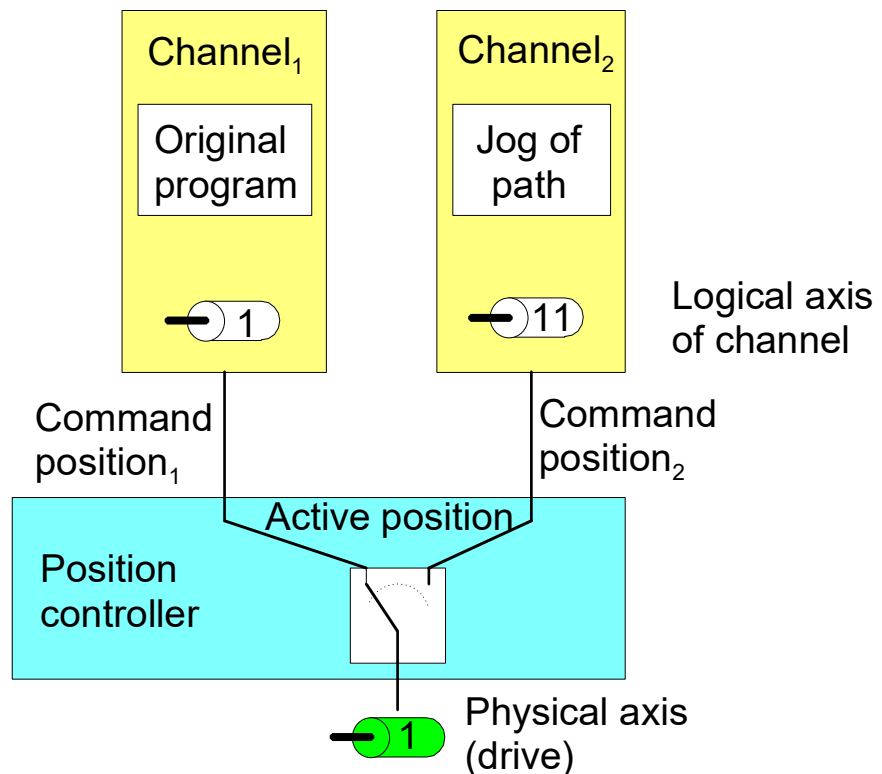 Channel₁
Original
program
1
Channel₂
Jog of
path
11
Logical axis
of channel
Command
position₁
Command
position₂
Active position
Position
controller
1
Physical axis
(drive)